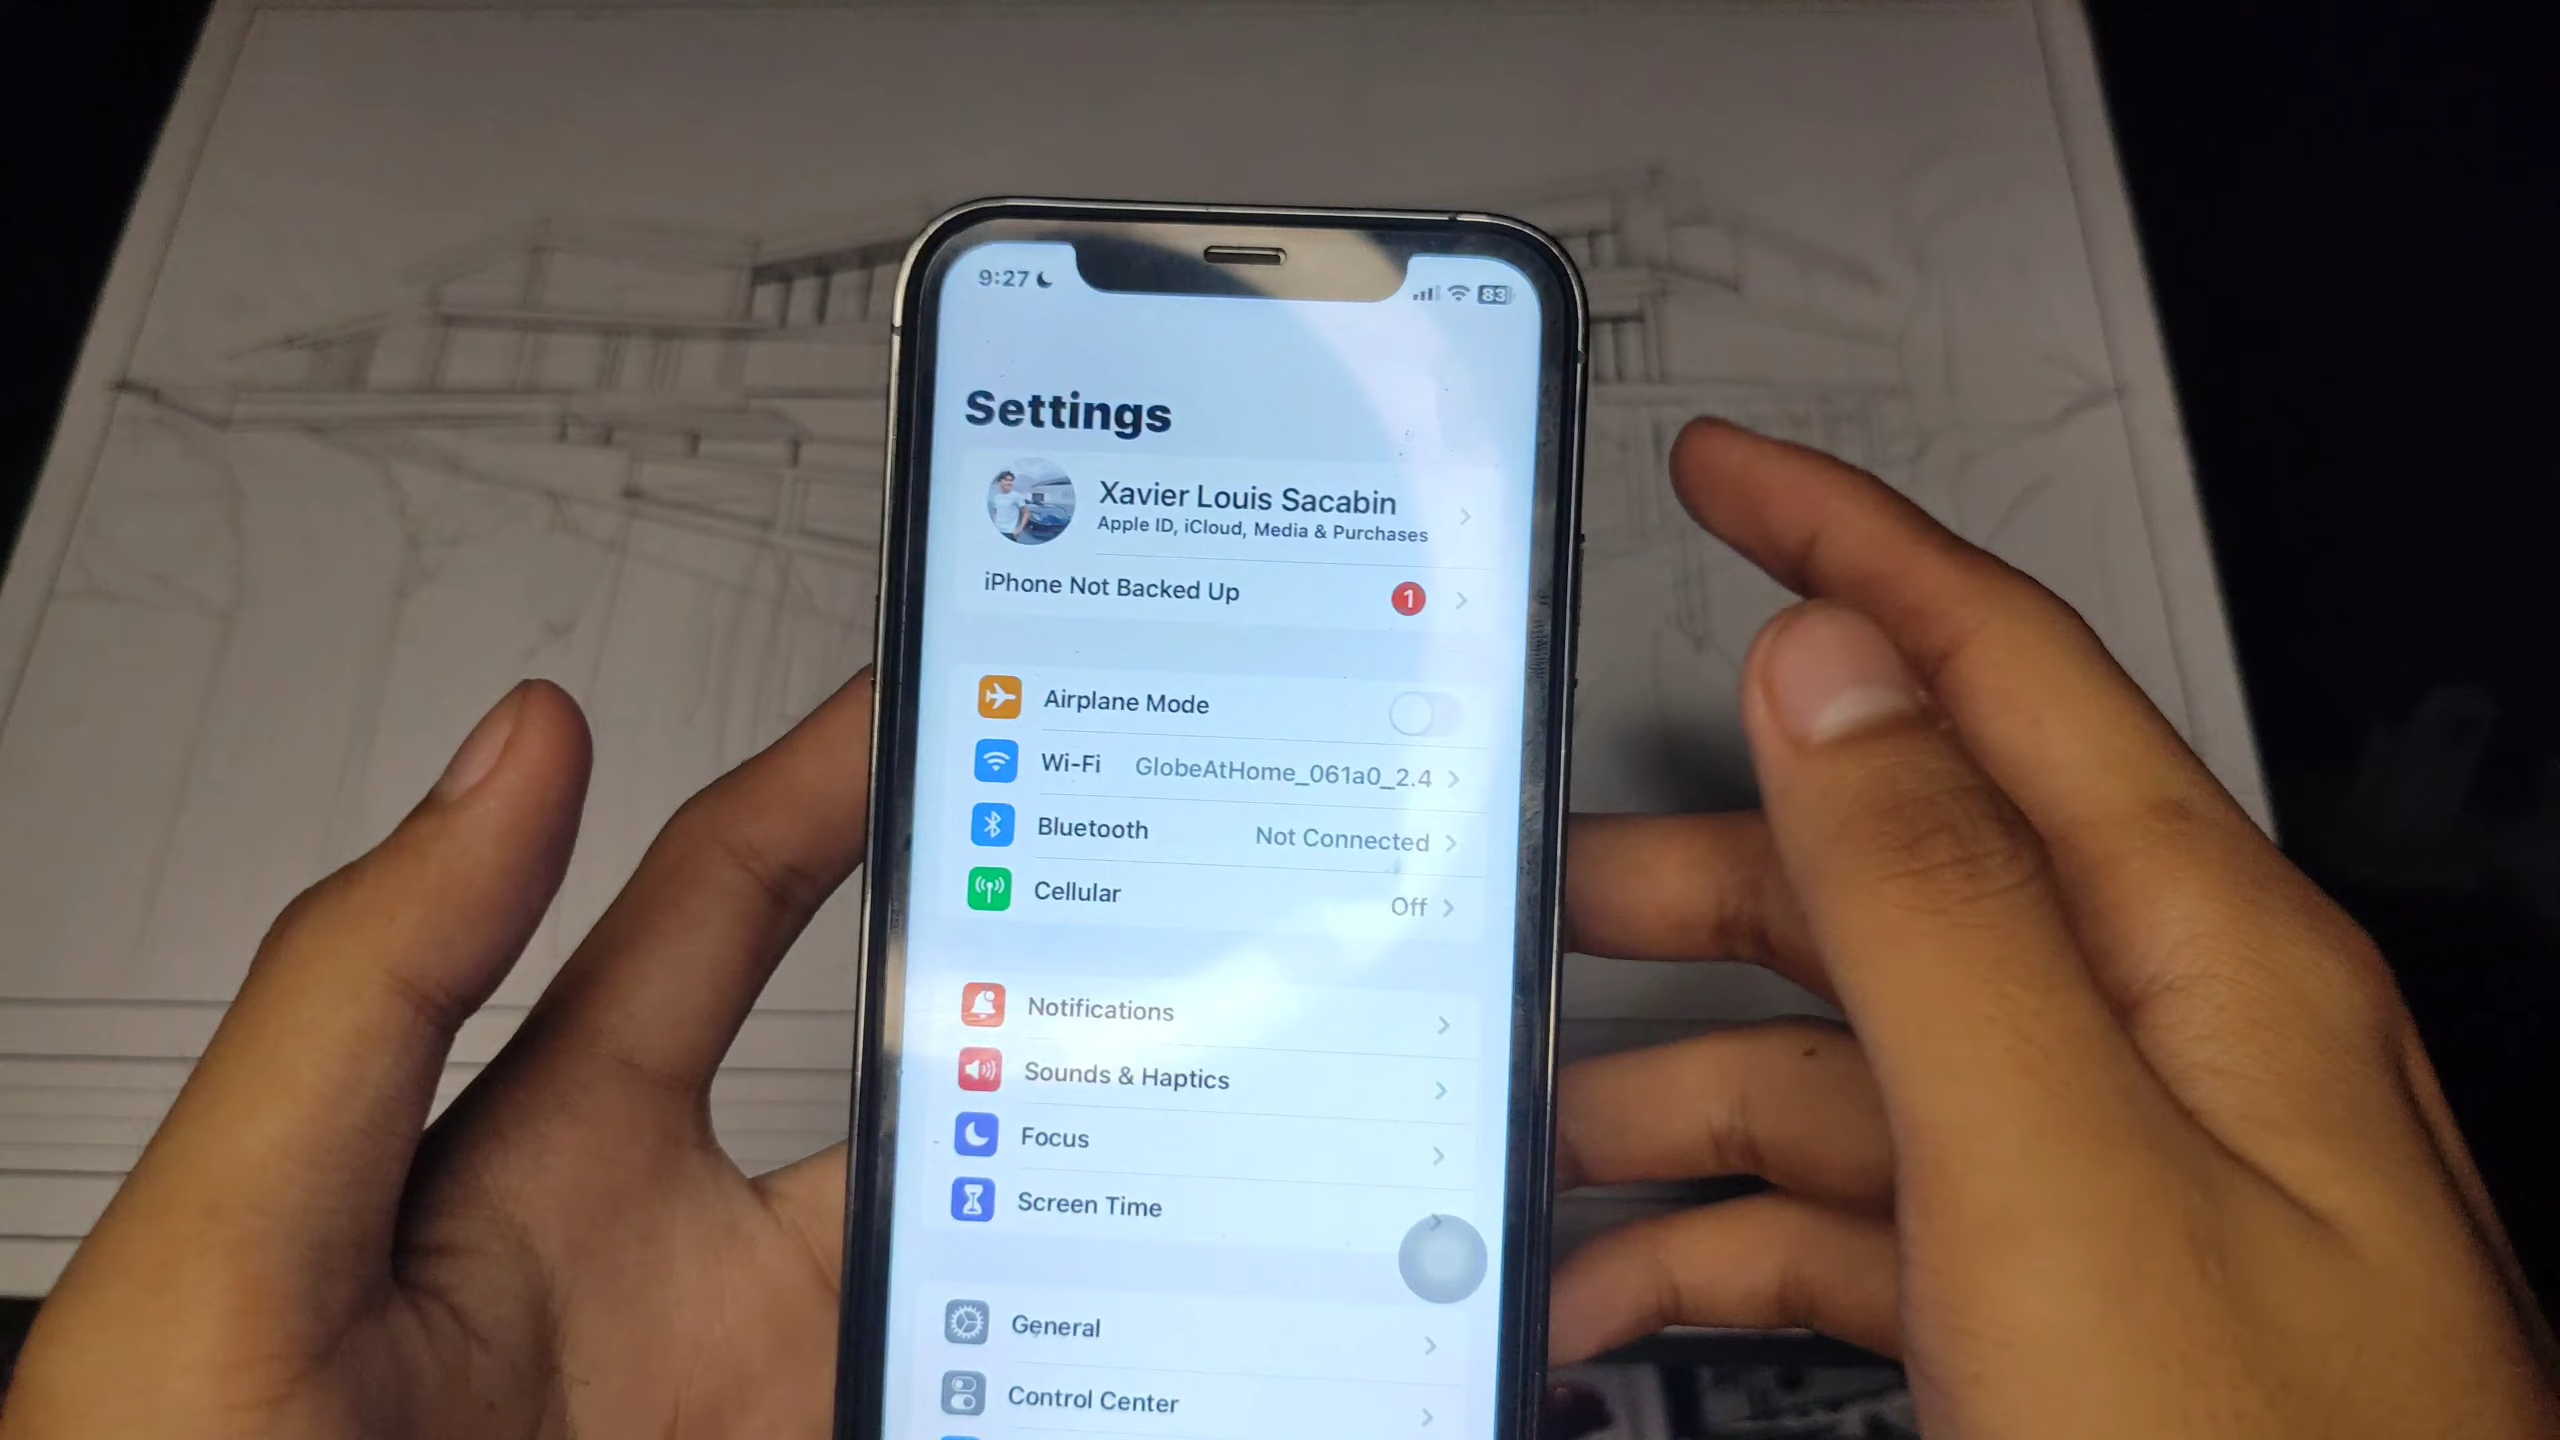 9:27
83
Settings
Xavier Louis Sacabin
Apple ID, iCloud, Media & Purchases
iPhone Not Backed Up 1
Airplane Mode
Wi-Fi GlobeAtHome_061a0_2.4
Bluetooth Not Connected
Cellular Off
Notifications
Sounds & Haptics
Focus
Screen Time
General
Control Center